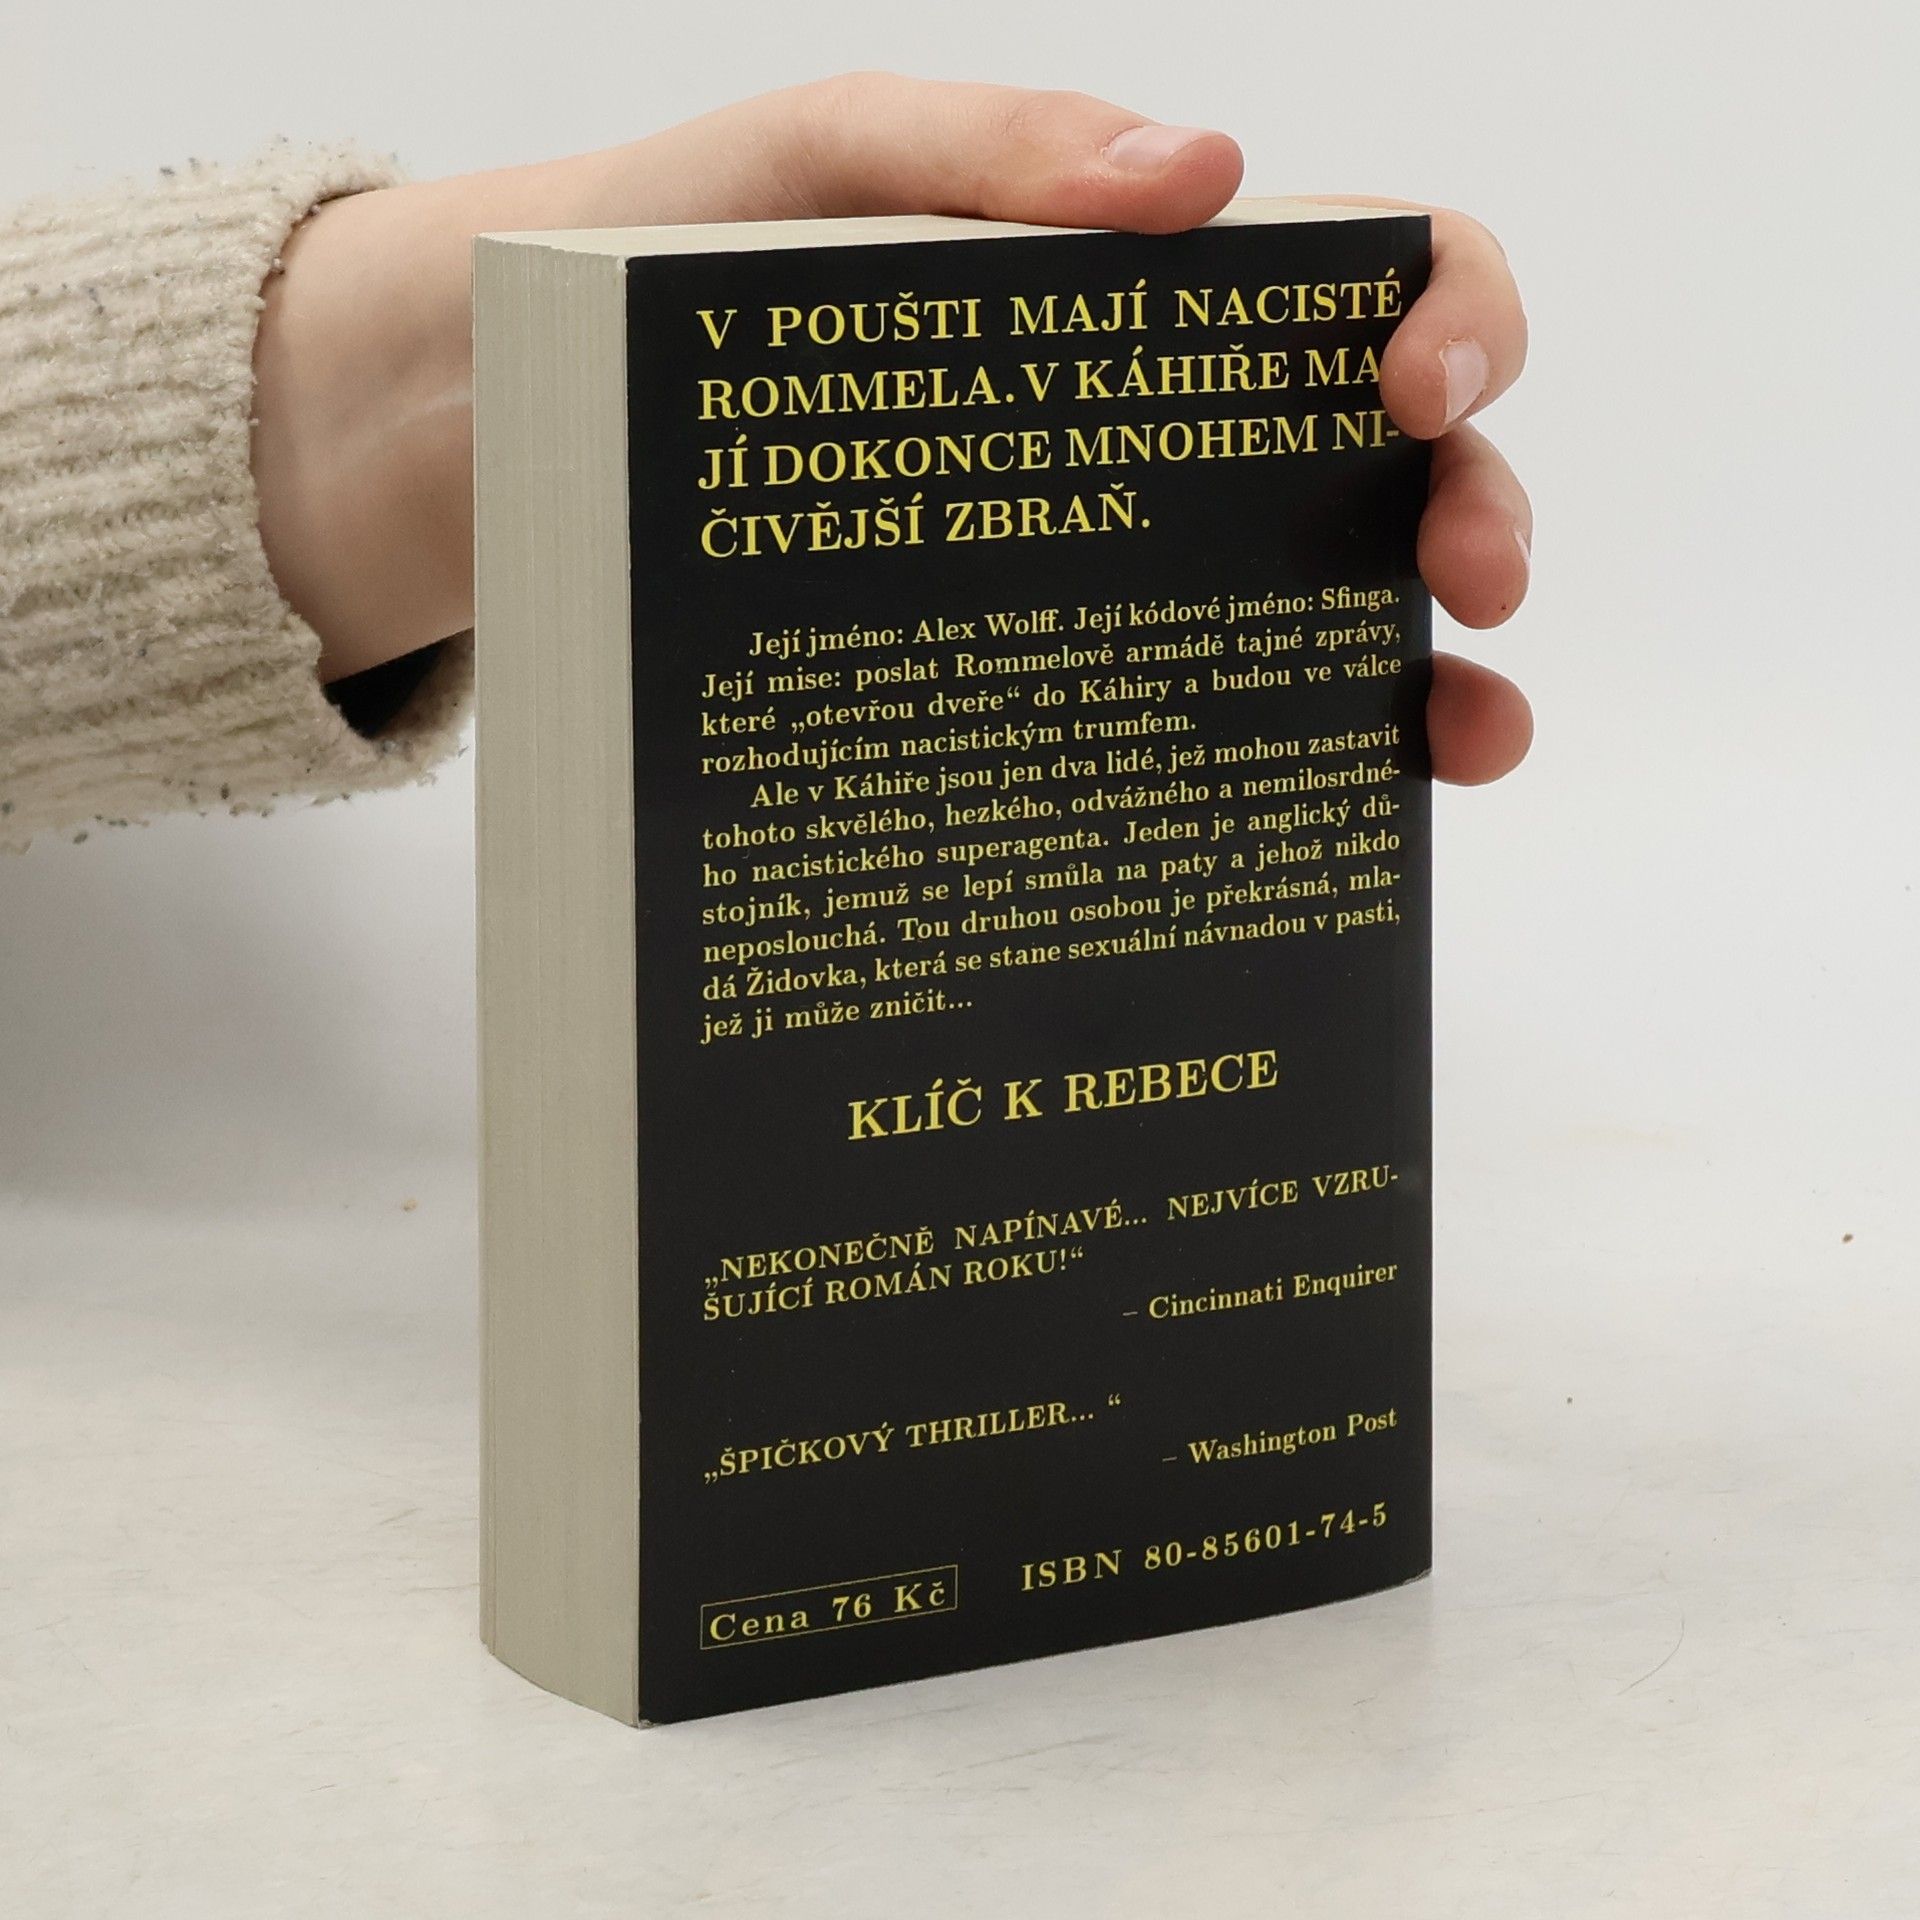 V POUŠTI MAJÍ NACISTÉ
ROMMELA. V KÁHIŘE MA
JÍ DOKONCE MNOHEM NI-
ČIVĚJŠÍ ZBRAŇ.
Její jméno: Alex Wolff. Její kódové jméno: Sfinga.
Její mise: poslat Rommelově armádě tajné zprávy,
které „otevřou dveře“ do Káhiry a budou ve válce
rozhodujícím nacistickým trumfem.
Ale v Káhiře jsou jen dva lidé, jež mohou zastavit
tohoto skvělého, hezkého, odvážného a nemilosrdné-
ho nacistického superagenta. Jeden je anglický dů-
stojník, jemuž se lepí smůla na paty a jehož nikdo
neposlouchá. Tou druhou osobou je překrásná, mla-
dá Židovka, která se stane sexuální návnadou v pasti,
jež ji může zničit...
KLÍČ K REBECE
„NEKONEČNĚ NAPÍNAVÉ... NEJVÍCE VZRU-
ŠUJÍCÍ ROMÁN ROKU!“
– Cincinnati Enquirer
„ŠPIČKOVÝ THRILLER... “
– Washington Post
Cena 76 Kč
ISBN 80-85601-74-5